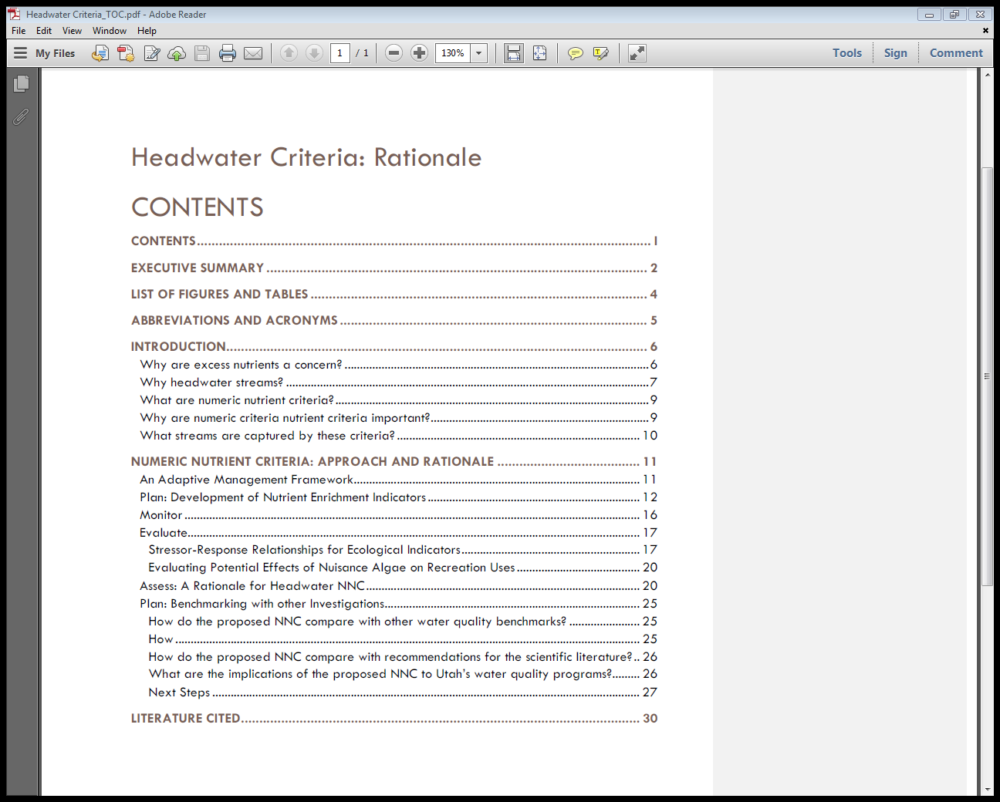 Headwater Criteria_TOC.pdf - Adobe Reader
File Edit View Window Help
My Files 1 / 1 130% Tools Sign Comment
Headwater Criteria: Rationale
CONTENTS
CONTENTS........................................................................................................................ I
EXECUTIVE SUMMARY .................................................................................................... 2
LIST OF FIGURES AND TABLES ........................................................................................ 4
ABBREVIATIONS AND ACRONYMS ................................................................................ 5
INTRODUCTION................................................................................................................ 6
Why are excess nutrients a concern? ................................................................................6
Why headwater streams? ................................................................................................7
What are numeric nutrient criteria? ..................................................................................9
Why are numeric criteria nutrient criteria important?........................................................9
What streams are captured by these criteria? ................................................................ 10
NUMERIC NUTRIENT CRITERIA: APPROACH AND RATIONALE ...................................... 11
An Adaptive Management Framework............................................................................ 11
Plan: Development of Nutrient Enrichment Indicators ...................................................... 12
Monitor ........................................................................................................................ 16
Evaluate........................................................................................................................ 17
Stressor-Response Relationships for Ecological Indicators................................................ 17
Evaluating Potential Effects of Nuisance Algae on Recreation Uses .................................. 20
Assess: A Rationale for Headwater NNC.......................................................................... 20
Plan: Benchmarking with other Investigations.................................................................. 25
How do the proposed NNC compare with other water quality benchmarks? ...................... 25
How ............................................................................................................................ 25
How do the proposed NNC compare with recommendations for the scientific literature?.. 26
What are the implications of the proposed NNC to Utah's water quality programs?......... 26
Next Steps .................................................................................................................... 27
LITERATURE CITED............................................................................................................ 30